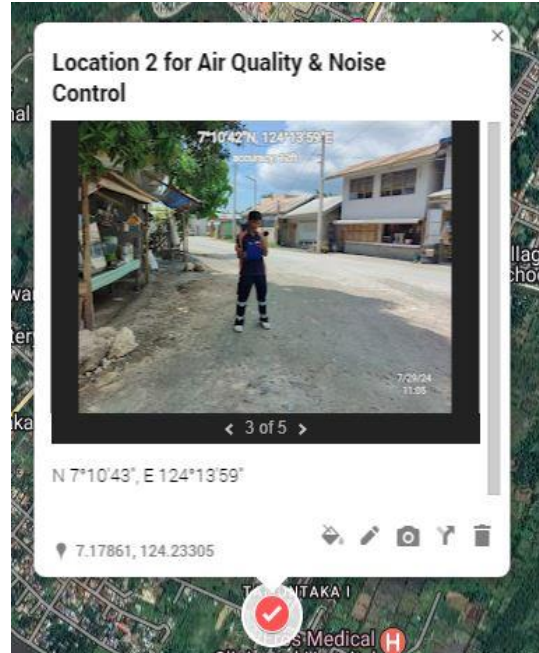 Location 2 for Air Quality & Noise
Control
7°10'42"N, 124°13'59"E
7/29/24
11:05
3 of 5
N 7°10'43", E 124°13'59"
7.17861, 124.23305
TAKA I
Medical H